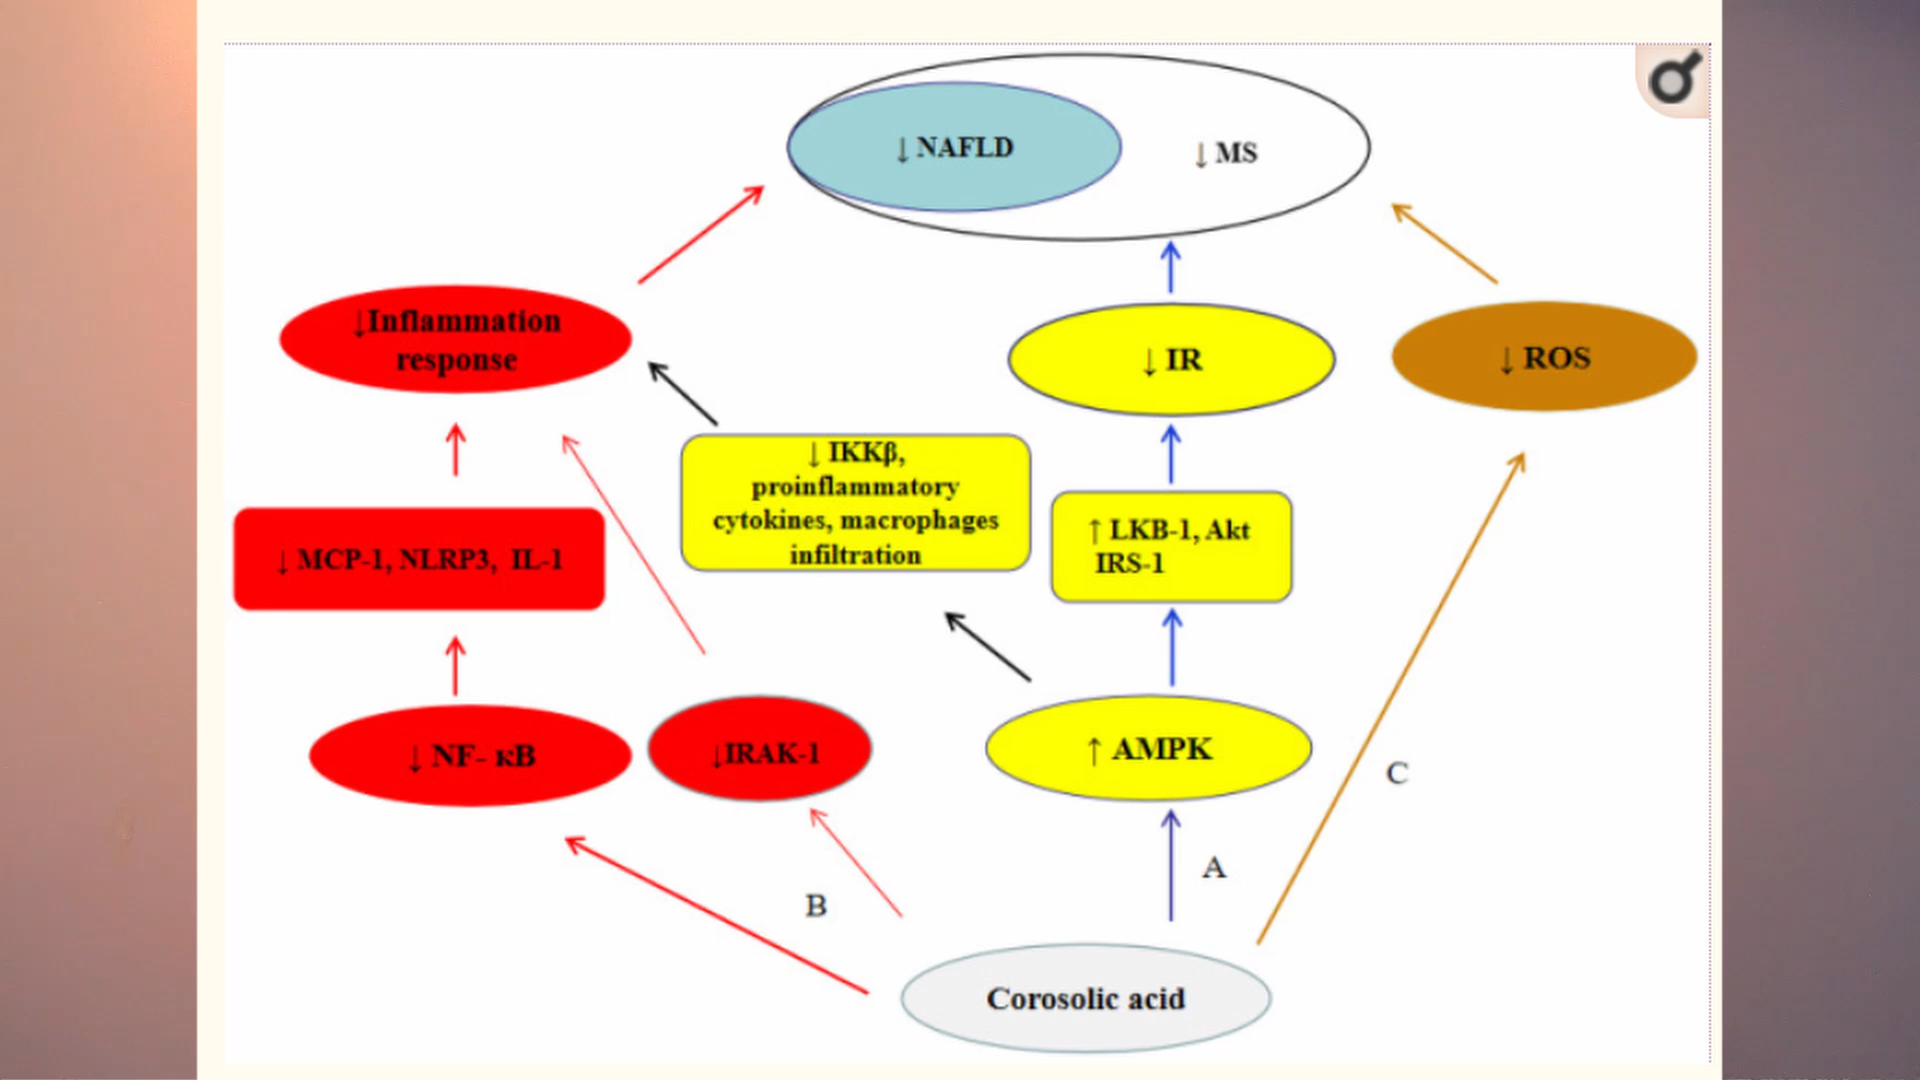 ↓ NAFLD
↓ MS
↓Inflammation
response
↓ IR
↓ ROS
↓ IKKβ,
proinflammatory
cytokines, macrophages
infiltration
↑ LKB-1, Akt
IRS-1
↓ MCP-1, NLRP3, IL-1
↓ NF- κB
↓IRAK-1
↑ AMPK
C
A
B
Corosolic acid